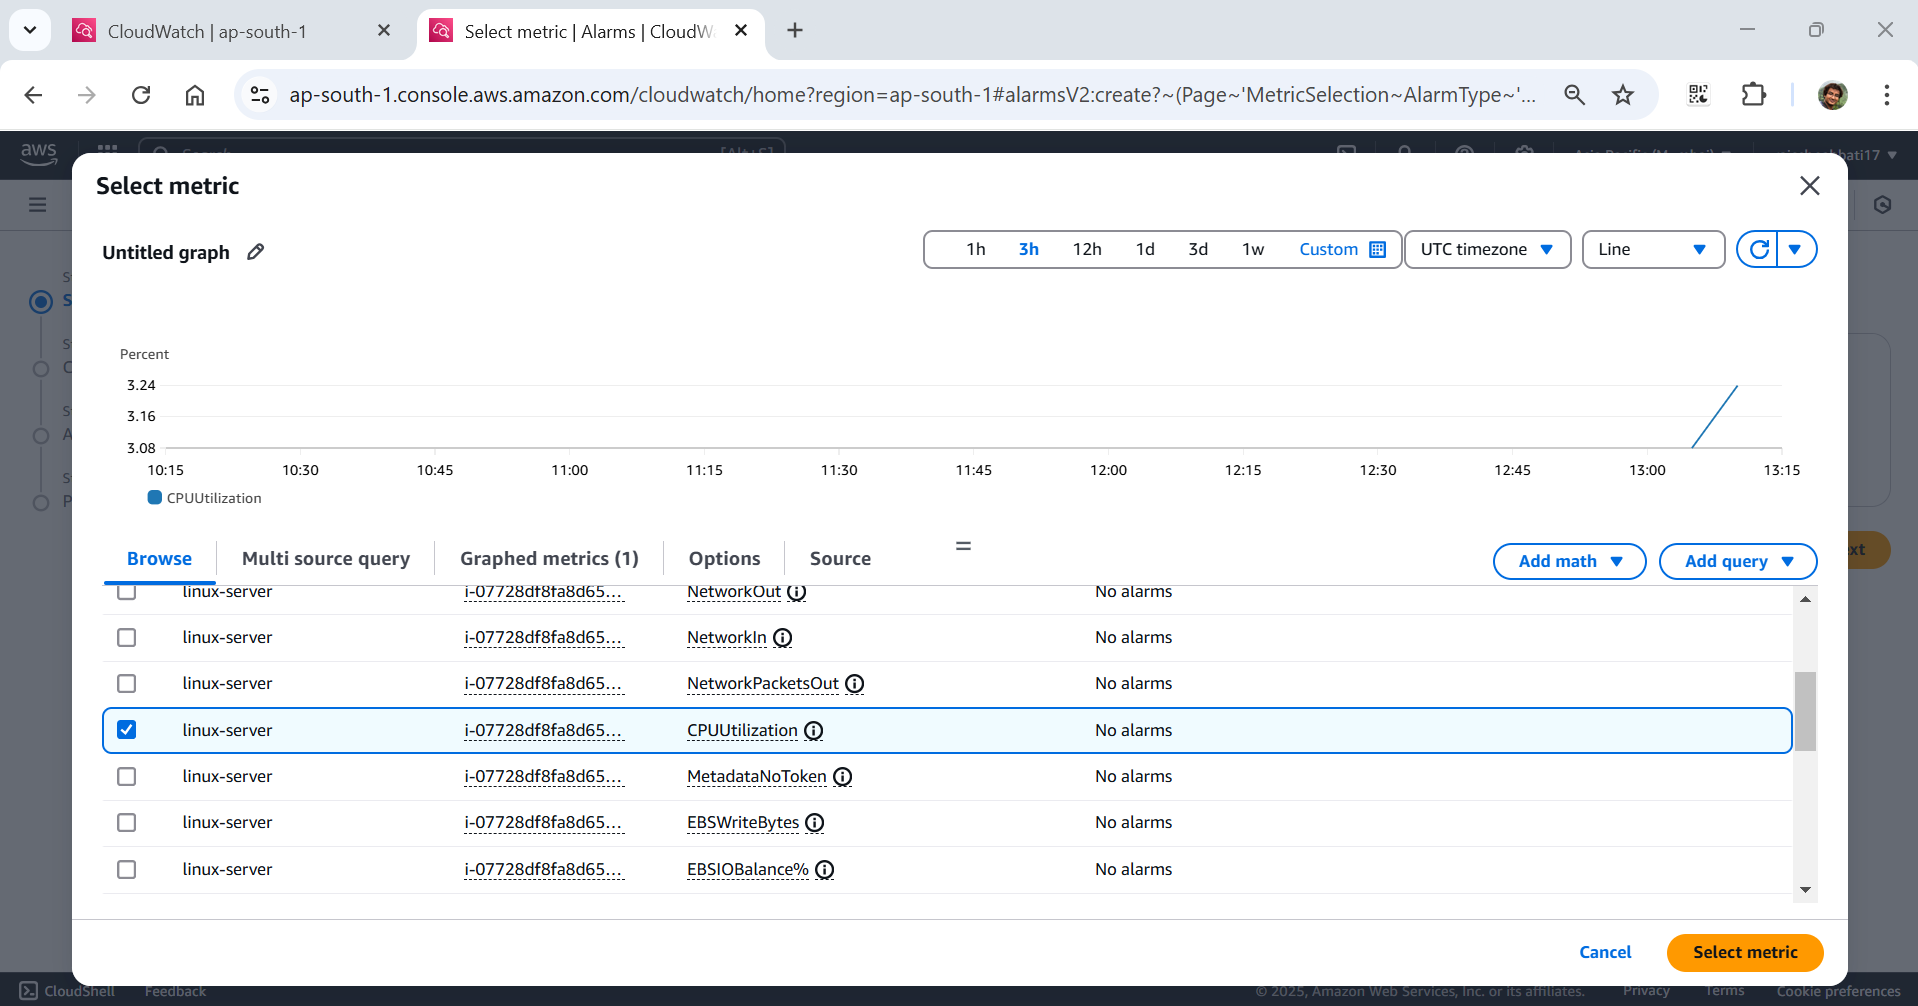 CloudWatch | ap-south-1
Select metric | Alarms | CloudW
ap-south-1.console.aws.amazon.com/cloudwatch/home?region=ap-south-1#alarmsV2:create?~(Page~'MetricSelection~AlarmType~'...
aws
Select metric
Untitled graph
1h 3h 12h 1d 3d 1w Custom UTC timezone Line
Percent
3.24
3.16
3.08
10:15 10:30 10:45 11:00 11:15 11:30 11:45 12:00 12:15 12:30 12:45 13:00 13:15
CPUUtilization
Browse Multi source query Graphed metrics (1) Options Source Add math Add query
linux-server i-07728df8fa8d65... NetworkOut No alarms
linux-server i-07728df8fa8d65... NetworkIn No alarms
linux-server i-07728df8fa8d65... NetworkPacketsOut No alarms
linux-server i-07728df8fa8d65... CPUUtilization No alarms
linux-server i-07728df8fa8d65... MetadataNoToken No alarms
linux-server i-07728df8fa8d65... EBSWriteBytes No alarms
linux-server i-07728df8fa8d65... EBSIOBalance% No alarms
Cancel Select metric
CloudShell Feedback © 2025, Amazon Web Services, Inc. or its affiliates. Privacy Terms Cookie preferences